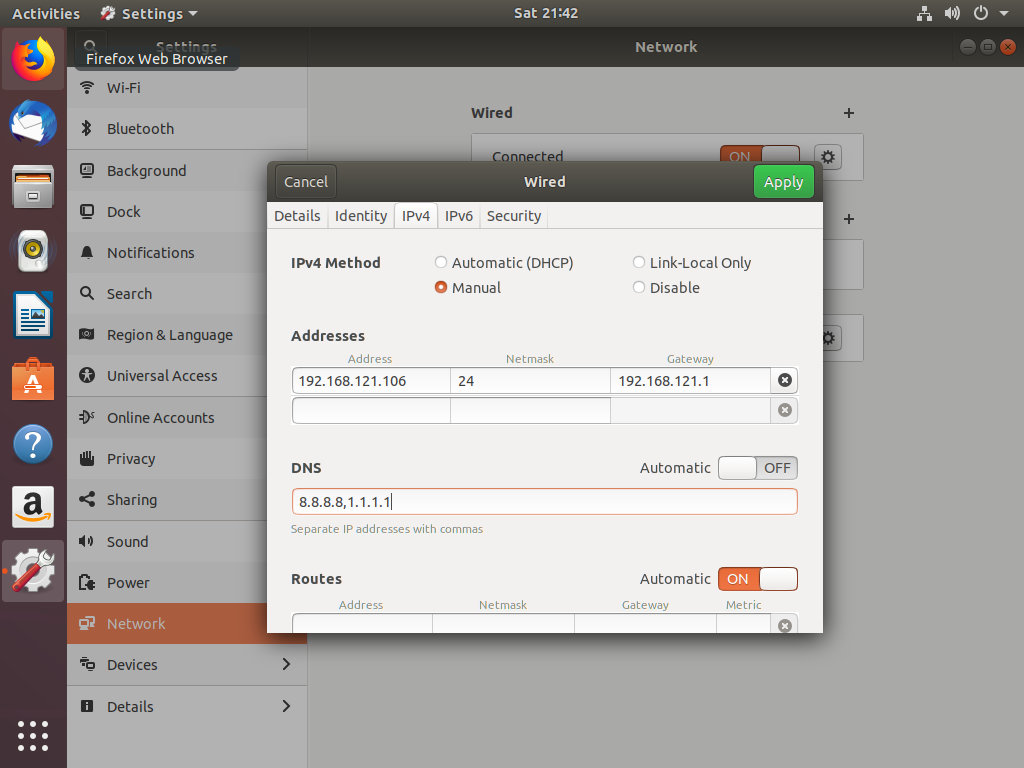 Activities Settings Sat 21:42
Settings Network
Firefox Web Browser
Wi-Fi
Bluetooth
Background
Dock
Notifications
Search
Region & Language
Universal Access
Online Accounts
Privacy
Sharing
Sound
Power
Network
Devices
Details
Wired +
Connected ON
+
Cancel Wired Apply
Details Identity IPv4 IPv6 Security
IPv4 Method Automatic (DHCP) Link-Local Only
Manual Disable
Addresses
Address Netmask Gateway
192.168.121.106 24 192.168.121.1
DNS Automatic OFF
8.8.8.8,1.1.1.1
Separate IP addresses with commas
Routes Automatic ON
Address Netmask Gateway Metric